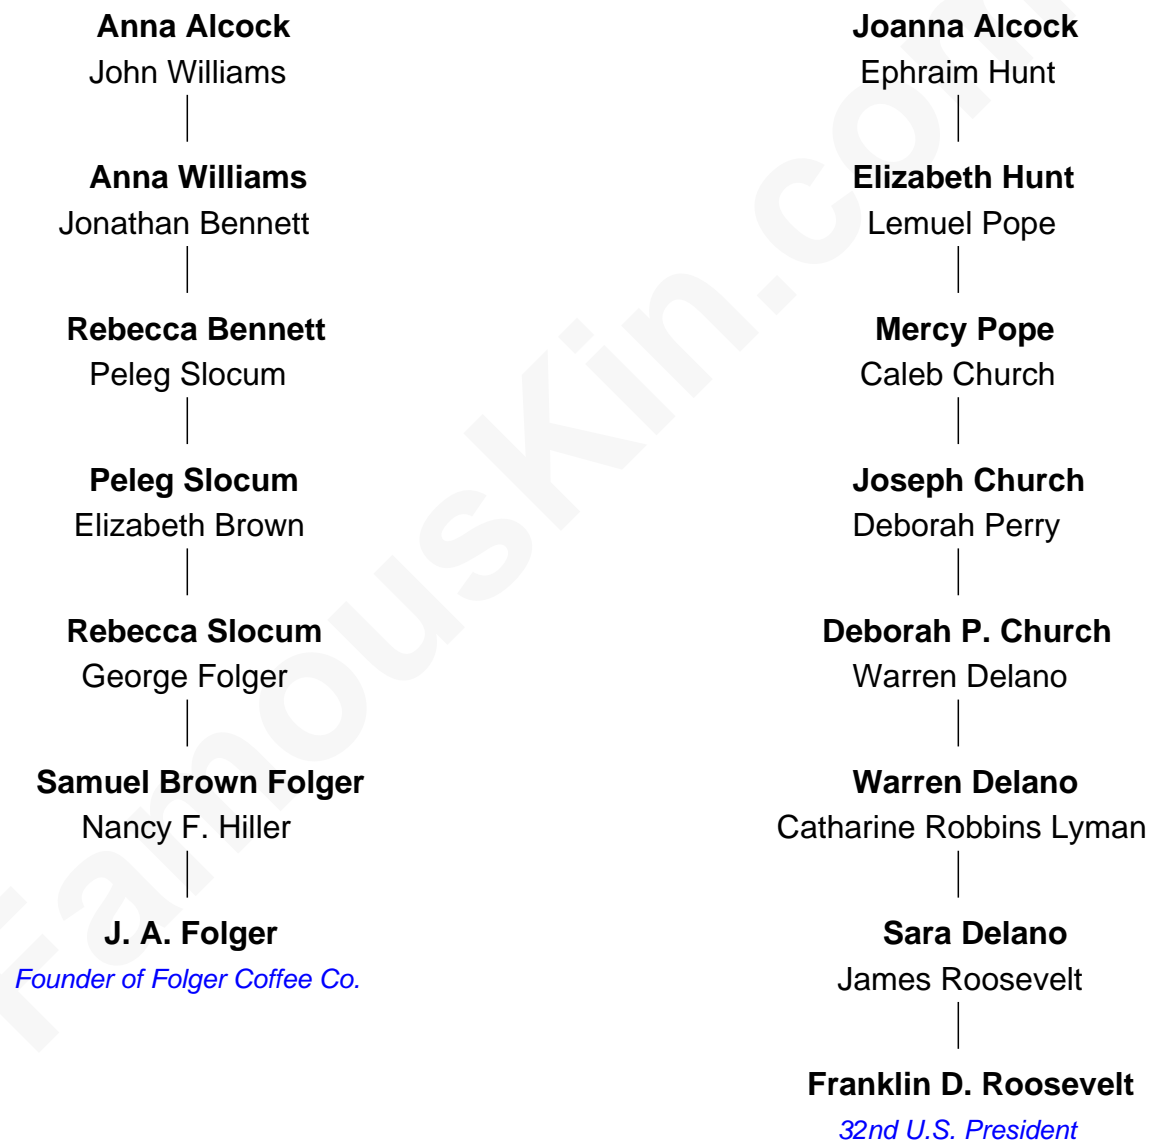 Anna Alcock
John Williams
Anna Williams
Jonathan Bennett
Rebecca Bennett
Peleg Slocum
Peleg Slocum
Elizabeth Brown
Rebecca Slocum
George Folger
Samuel Brown Folger
Nancy F. Hiller
J. A. Folger
Founder of Folger Coffee Co.
Joanna Alcock
Ephraim Hunt
Elizabeth Hunt
Lemuel Pope
Mercy Pope
Caleb Church
Joseph Church
Deborah Perry
Deborah P. Church
Warren Delano
Warren Delano
Catharine Robbins Lyman
Sara Delano
James Roosevelt
Franklin D. Roosevelt
32nd U.S. President
FamousKin.com